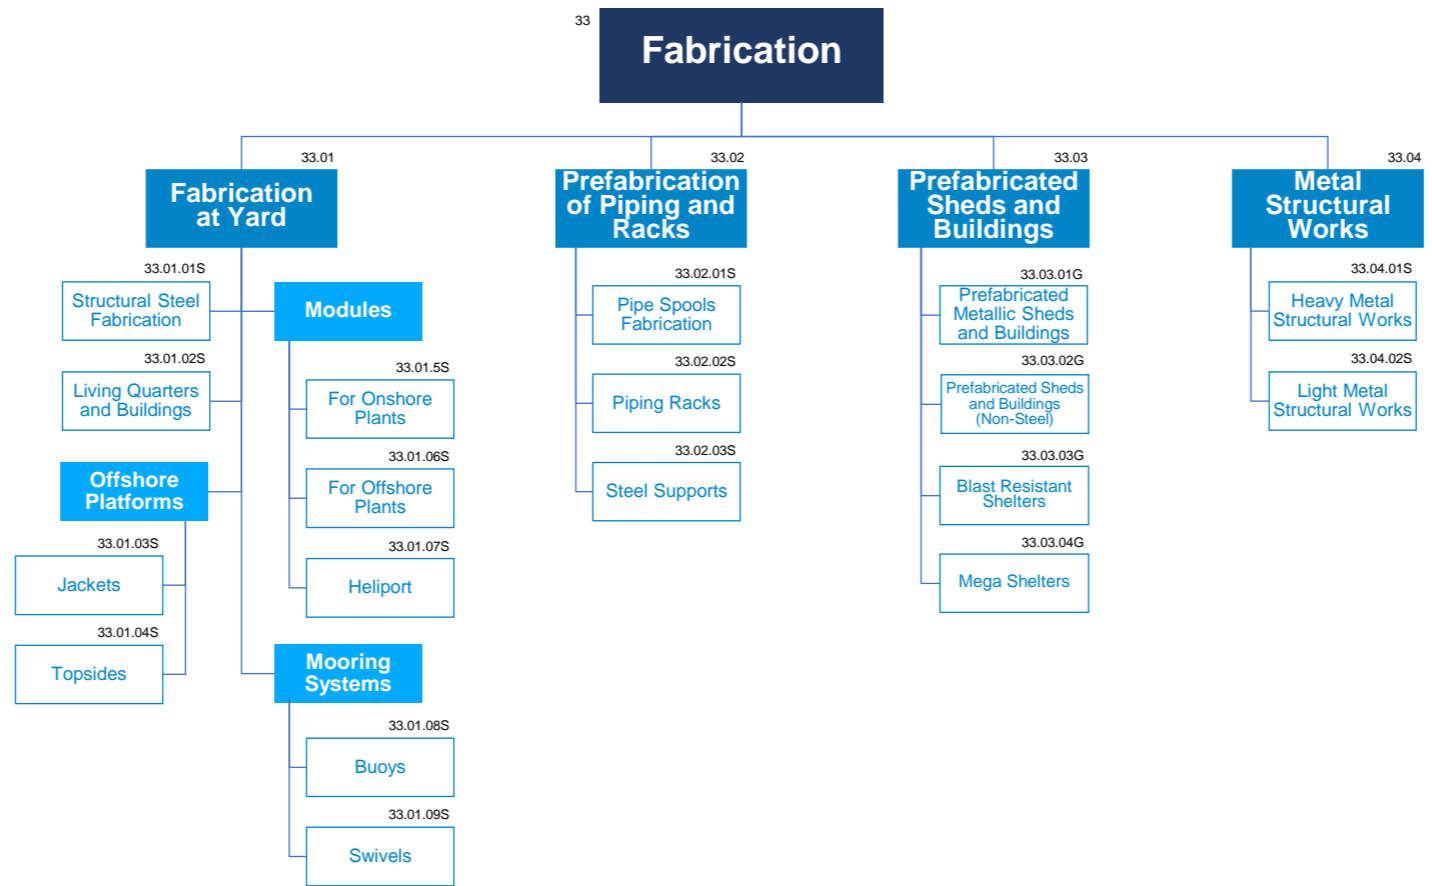 33
Fabrication
33.01
Fabrication
at Yard
33.01.01S
Structural Steel
Fabrication
33.01.02S
Living Quarters
and Buildings
Offshore
Platforms
33.01.03S
Jackets
33.01.04S
Topsides
Modules
33.01.5S
For Onshore
Plants
33.01.06S
For Offshore
Plants
33.01.07S
Heliport
Mooring
Systems
33.01.08S
Buoys
33.01.09S
Swivels
33.02
Prefabrication
of Piping and
Racks
33.02.01S
Pipe Spools
Fabrication
33.02.02S
Piping Racks
33.02.03S
Steel Supports
33.03
Prefabricated
Sheds and
Buildings
33.03.01G
Prefabricated
Metallic Sheds
and Buildings
33.03.02G
Prefabricated Sheds
and Buildings
(Non-Steel)
33.03.03G
Blast Resistant
Shelters
33.03.04G
Mega Shelters
33.04
Metal
Structural
Works
33.04.01S
Heavy Metal
Structural Works
33.04.02S
Light Metal
Structural Works